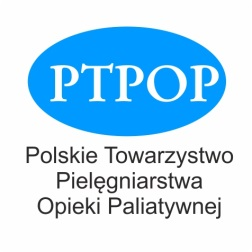 PTPOP
Polskie Towarzystwo
Pielęgniarstwa
Opieki Paliatywnej